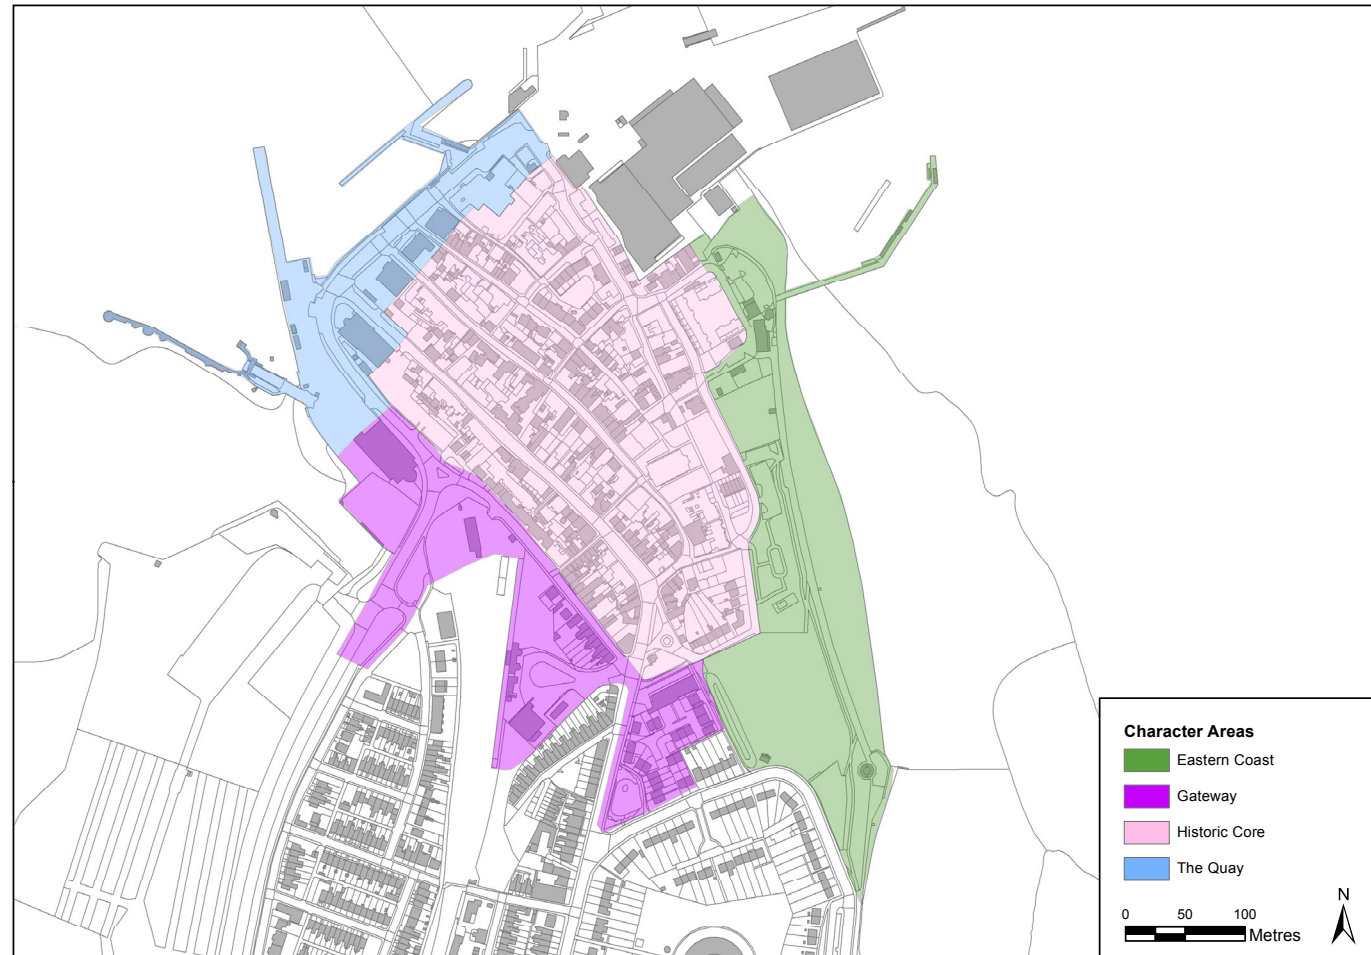 Character Areas
Eastern Coast
Gateway
Historic Core
The Quay
N
0 50 100
Metres